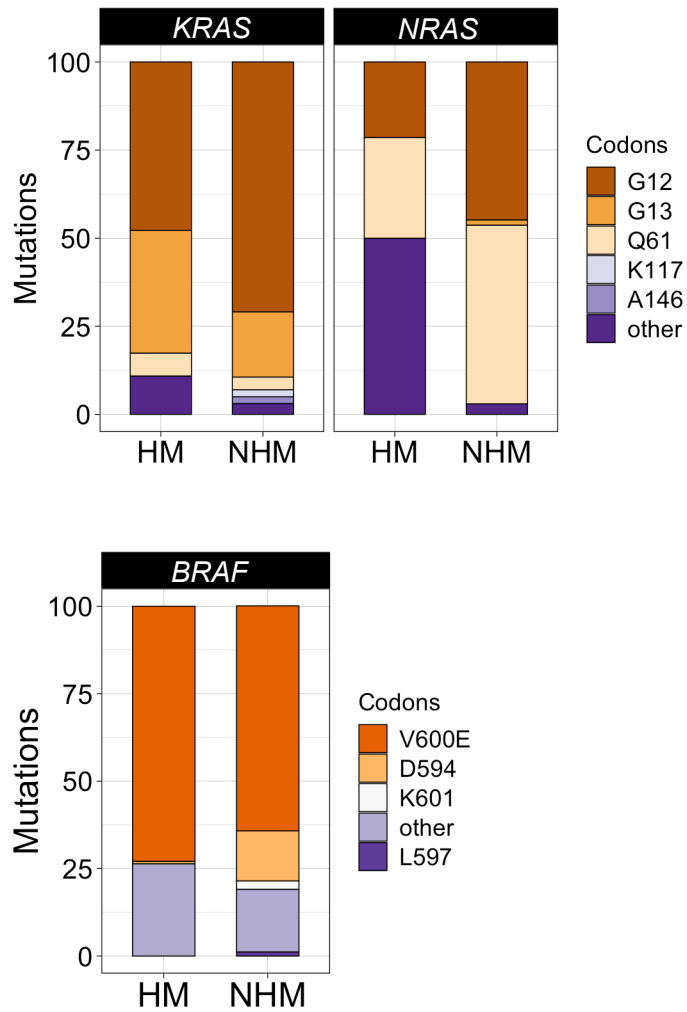 KRAS NRAS
100
75
50
25
0
Mutations
HM NHM HM NHM
Codons
G12
G13
Q61
K117
A146
other
BRAF
100
75
50
25
0
Mutations
HM NHM
Codons
V600E
D594
K601
other
L597